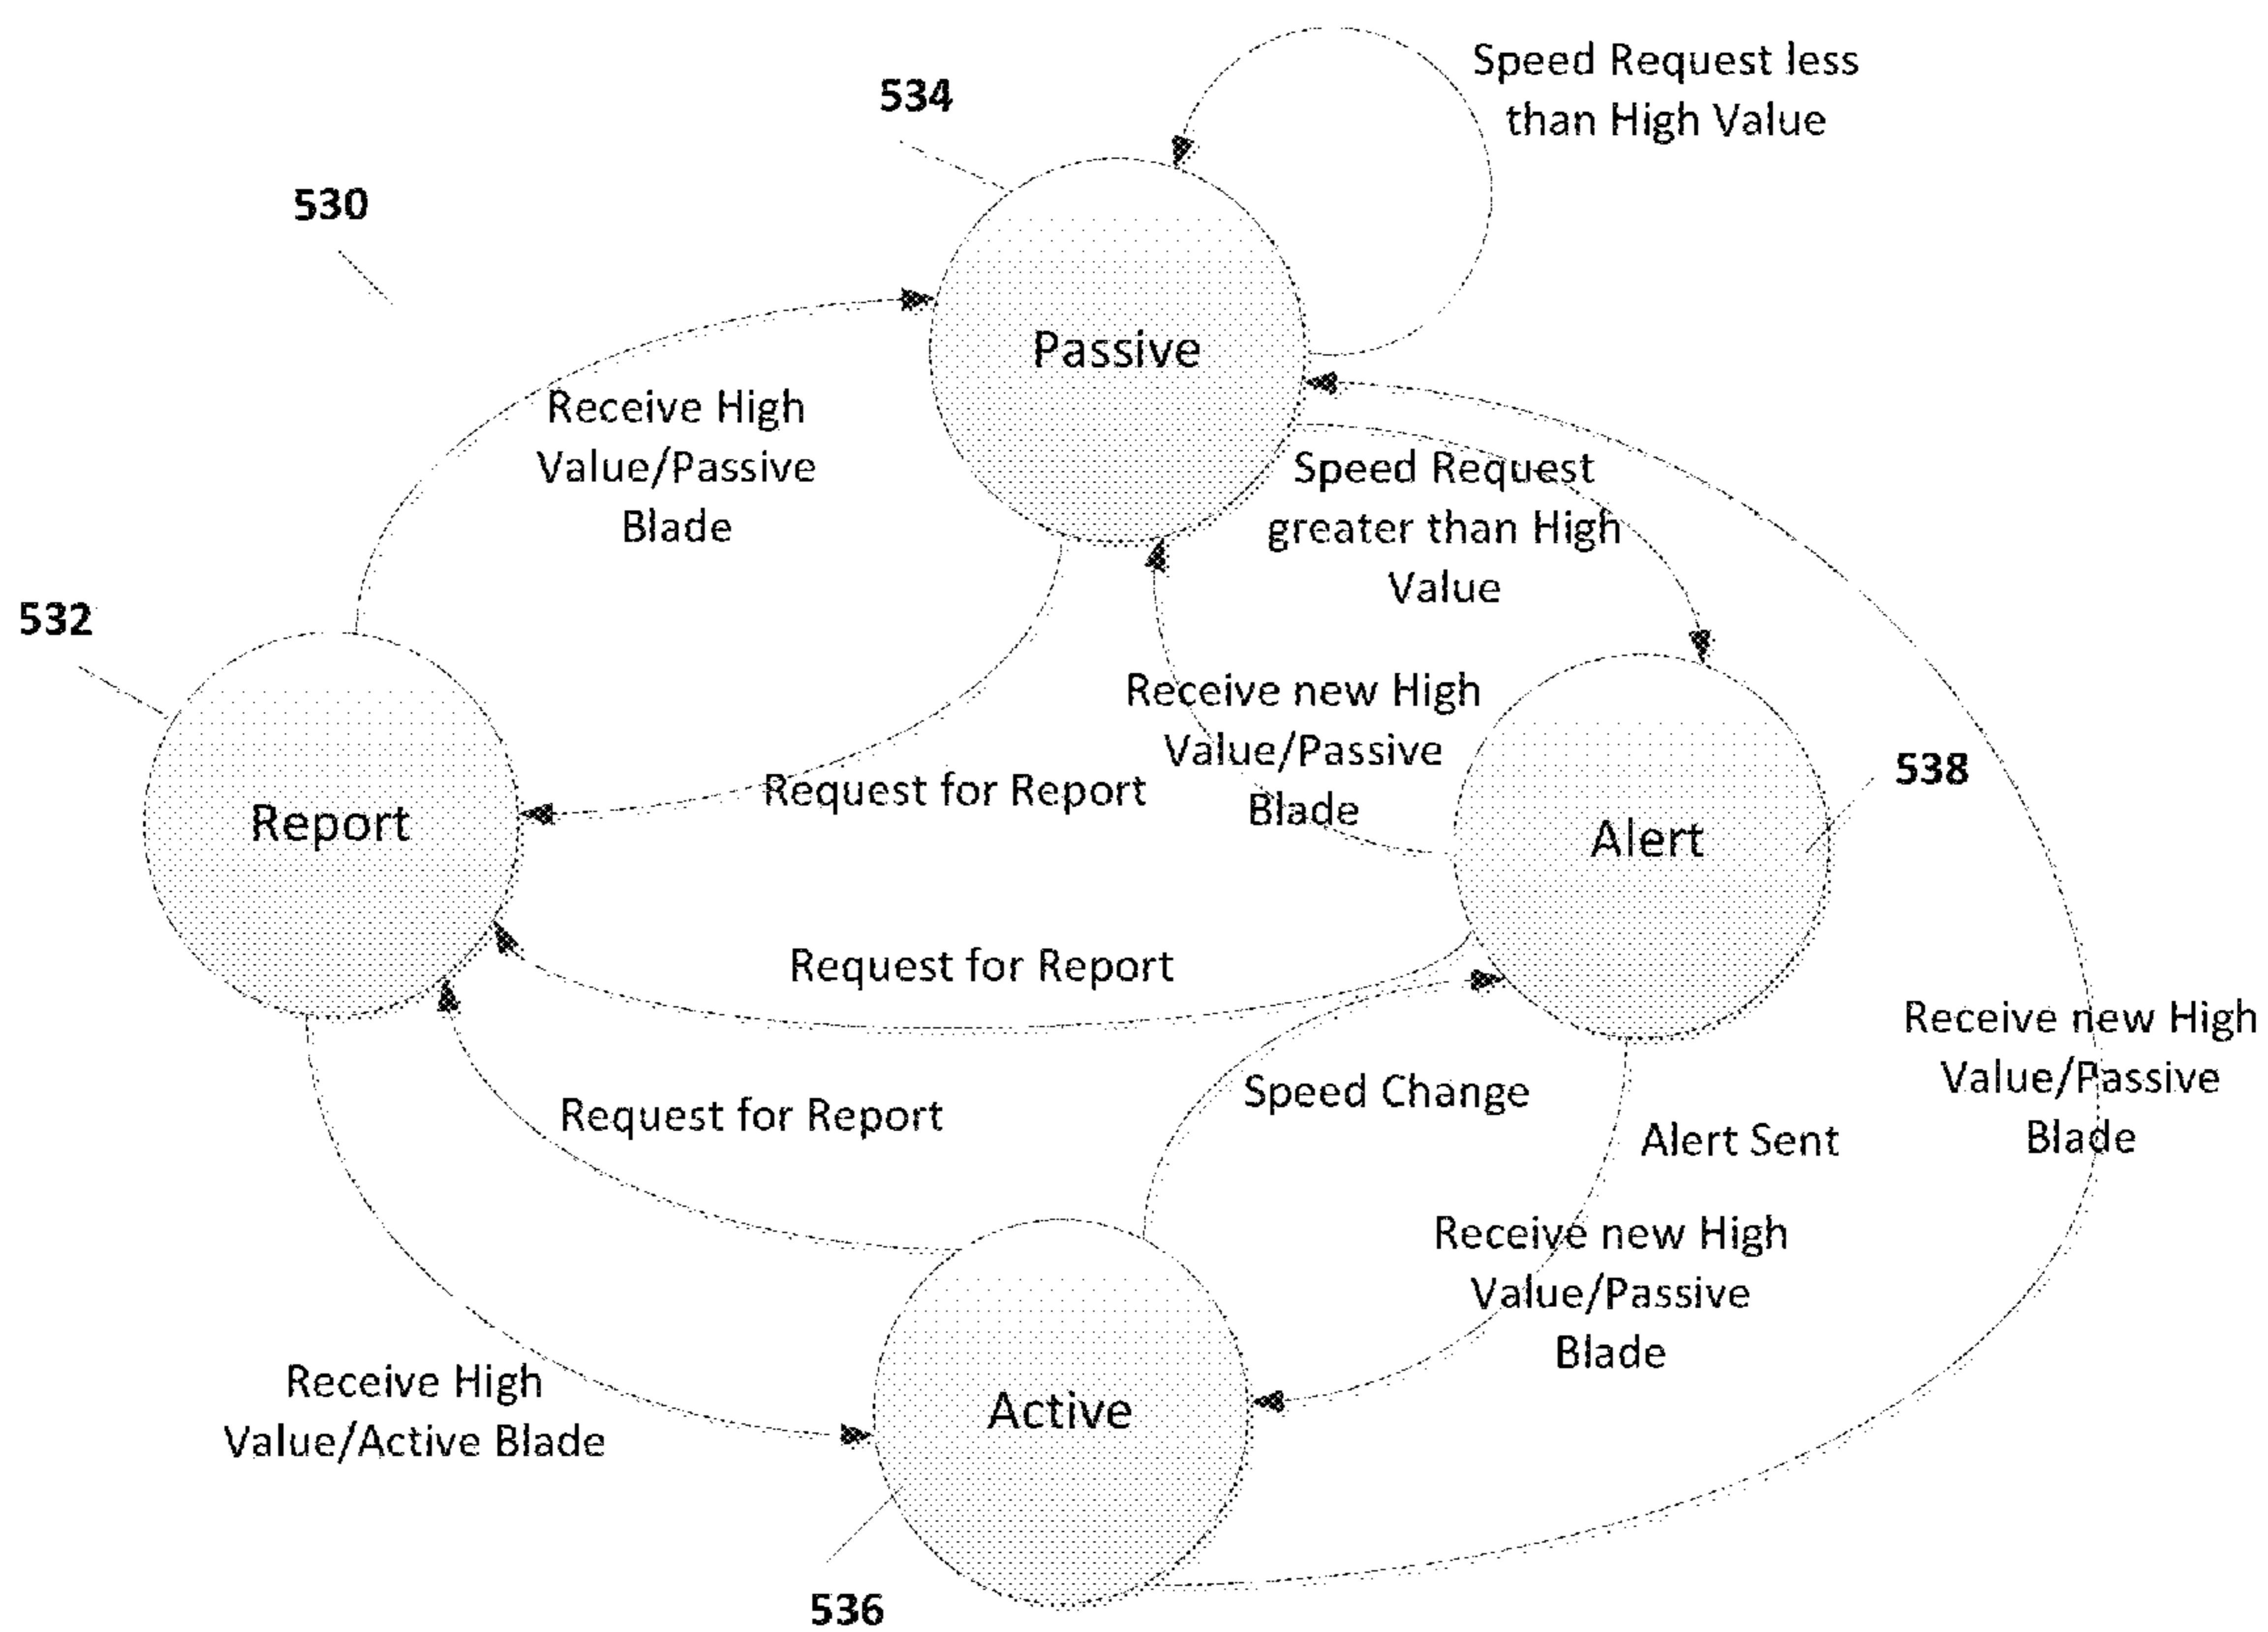 Speed Request less
than High Value
534
530
Passive
Receive High
Value/Passive
Blade
Speed Request
greater than High
Value
532
Receive new High
Value/Passive
Blade
Request for Report
538
Report
Alert
Request for Report
Receive new High
Value/Passive
Blade
Speed Change
Request for Report
Alert Sent
Receive new High
Value/Passive
Blade
Receive High
Value/Active Blade
Active
536